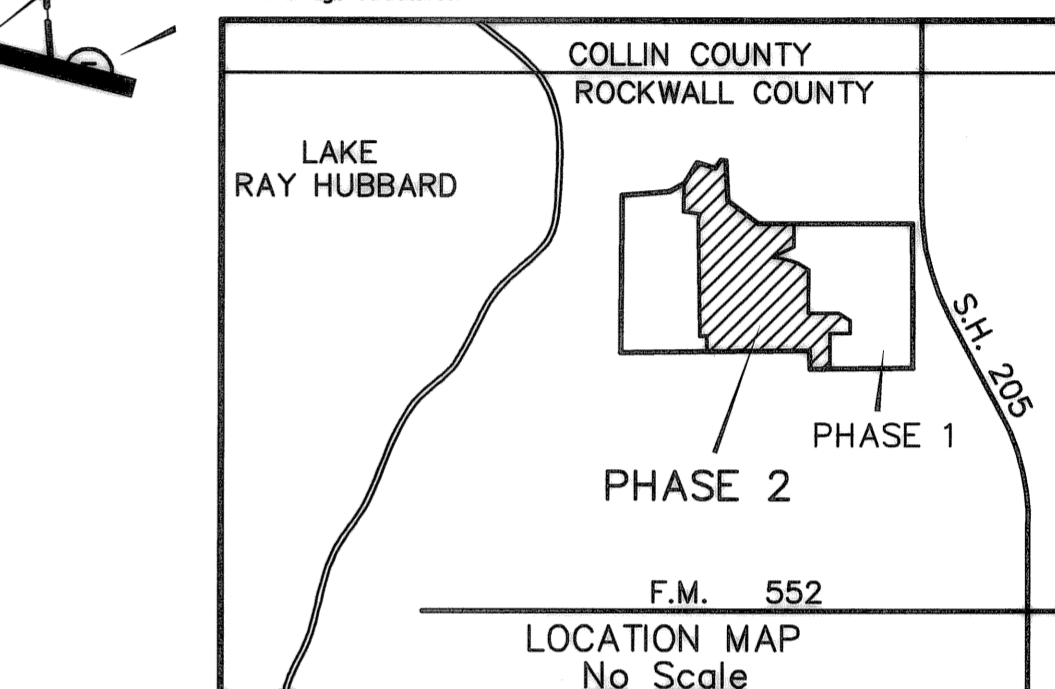 COLLIN COUNTY
ROCKWALL COUNTY
LAKE
RAY HUBBARD
S.H. 205
PHASE 1
PHASE 2
F.M. 552
LOCATION MAP
No Scale